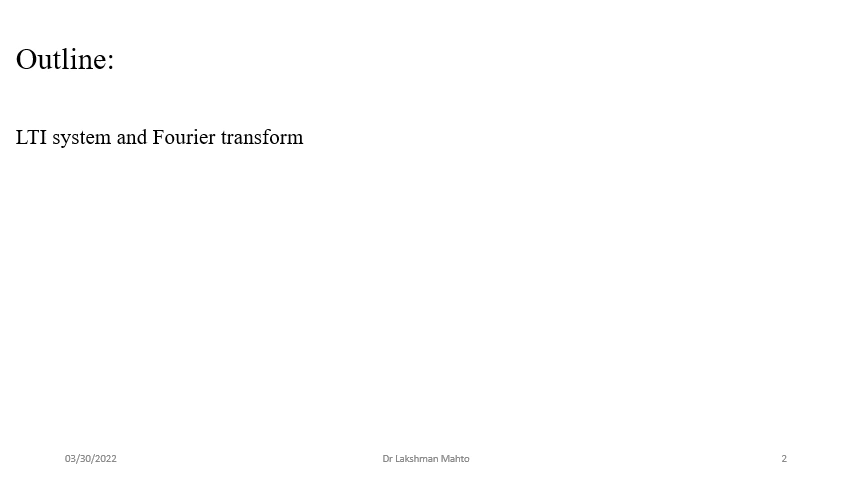 Outline:
LTI system and Fourier transform
03/30/2022
Dr Lakshman Mahto
2